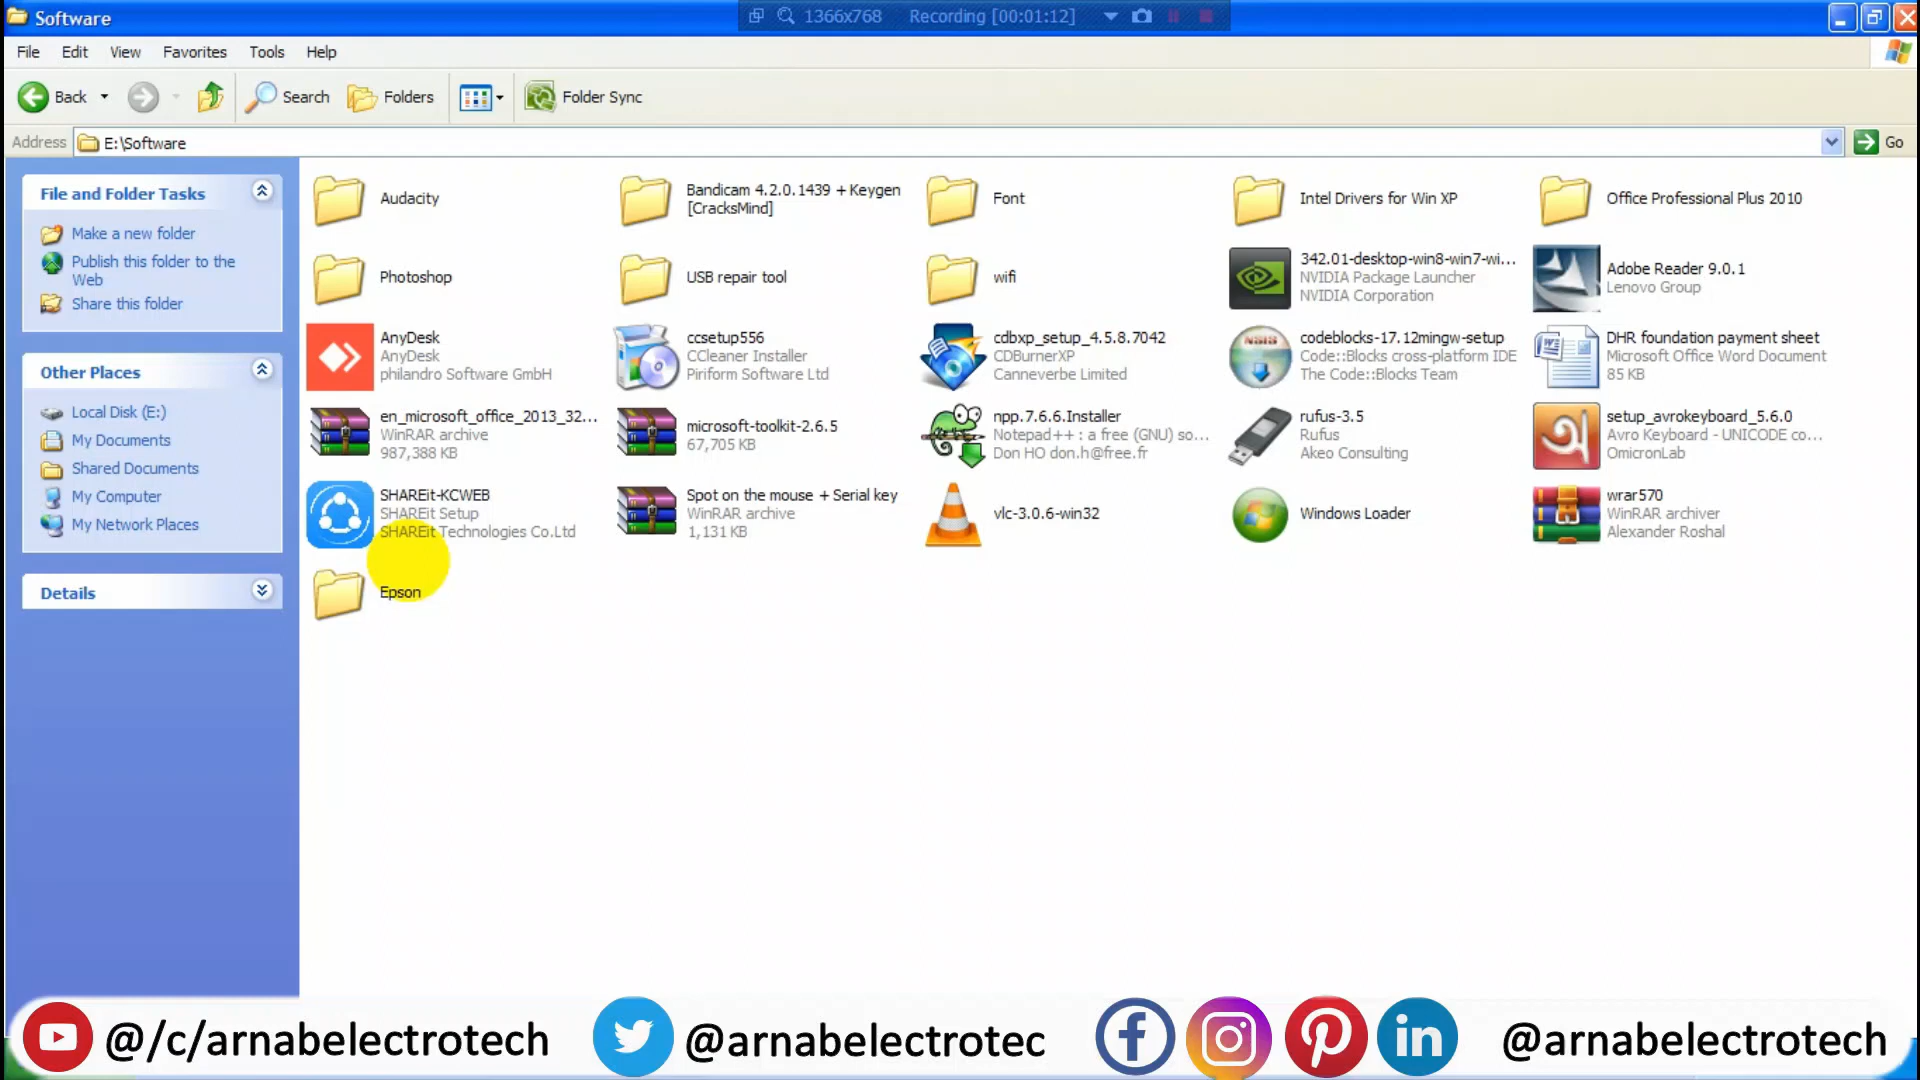 Software
1366x768 Recording [00:01:12]
File Edit View Favorites Tools Help
Back Search Folders Folder Sync
Address E:\Software Go
File and Folder Tasks
Make a new folder
Publish this folder to the
Web
Share this folder
Other Places
Local Disk (E:)
My Documents
Shared Documents
My Computer
My Network Places
Details
Audacity
Bandicam 4.2.0.1439 + Keygen
[CracksMind]
Font
Intel Drivers for Win XP
Office Professional Plus 2010
Photoshop
USB repair tool
wifi
342.01-desktop-win8-win7-wi...
NVIDIA Package Launcher
NVIDIA Corporation
Adobe Reader 9.0.1
Lenovo Group
AnyDesk
AnyDesk
philandro Software GmbH
ccsetup556
CCleaner Installer
Piriform Software Ltd
cdbxp_setup_4.5.8.7042
CDBurnerXP
Canneverbe Limited
NSIS
codeblocks-17.12mingw-setup
Code::Blocks cross-platform IDE
The Code::Blocks Team
DHR foundation payment sheet
Microsoft Office Word Document
85 KB
en_microsoft_office_2013_32...
WinRAR archive
987,388 KB
microsoft-toolkit-2.6.5
67,705 KB
npp.7.6.6.Installer
Notepad++ : a free (GNU) so...
Don HO don.h@free.fr
rufus-3.5
Rufus
Akeo Consulting
setup_avrokeyboard_5.6.0
Avro Keyboard - UNICODE co...
OmicronLab
SHAREit-KCWEB
SHAREit Setup
SHAREit Technologies Co.Ltd
Spot on the mouse + Serial key
WinRAR archive
1,131 KB
vlc-3.0.6-win32
Windows Loader
wrar570
WinRAR archiver
Alexander Roshal
Epson
@/c/arnabelectrotech @arnabelectrotec @arnabelectrotech